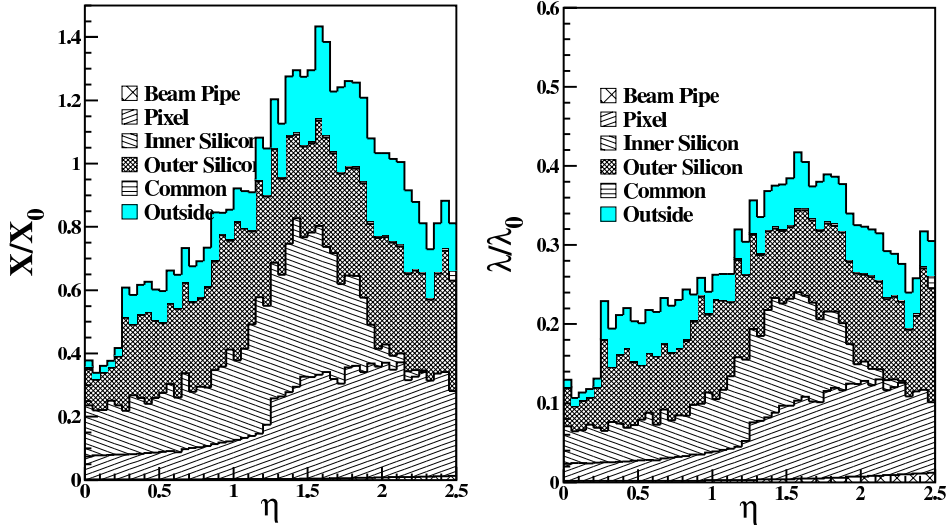 X/X0
1.4
1.2
1
0.8
0.6
0.4
0.2
0
Beam Pipe
Pixel
Inner Silicon
Outer Silicon
Common
Outside
0 0.5 1 1.5 2 2.5
η
λ/λ0
0.6
0.5
0.4
0.3
0.2
0.1
0
Beam Pipe
Pixel
Inner Silicon
Outer Silicon
Common
Outside
0 0.5 1 1.5 2 2.5
η